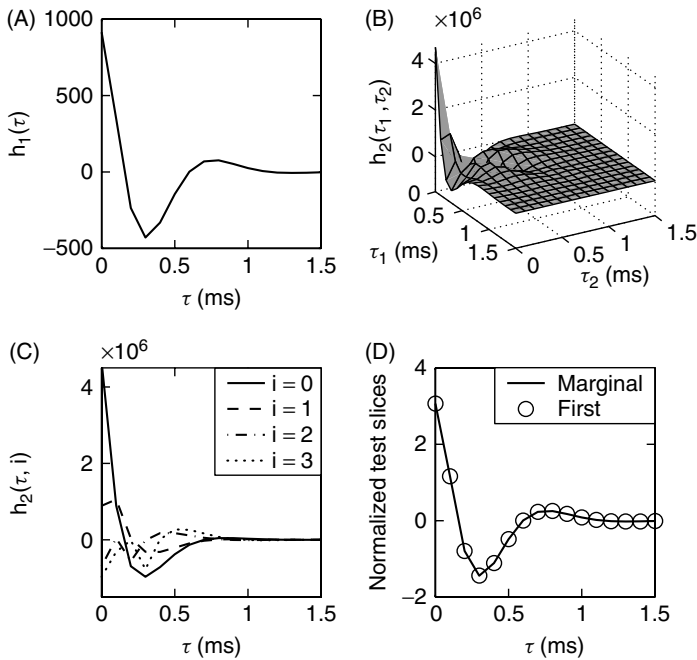 (A)
1000
500
0
−500
h1(τ)
0
0.5
1
1.5
τ (ms)
(B)
×10^6
4
2
0
h2(τ1, τ2)
0
0.5
1
1.5
τ1 (ms)
0
0.5
1
1.5
τ2 (ms)
(C)
×10^6
4
2
0
h2(τ, i)
i = 0
i = 1
i = 2
i = 3
0
0.5
1
1.5
τ (ms)
(D)
4
2
0
−2
Normalized test slices
Marginal
First
0
0.5
1
1.5
τ (ms)